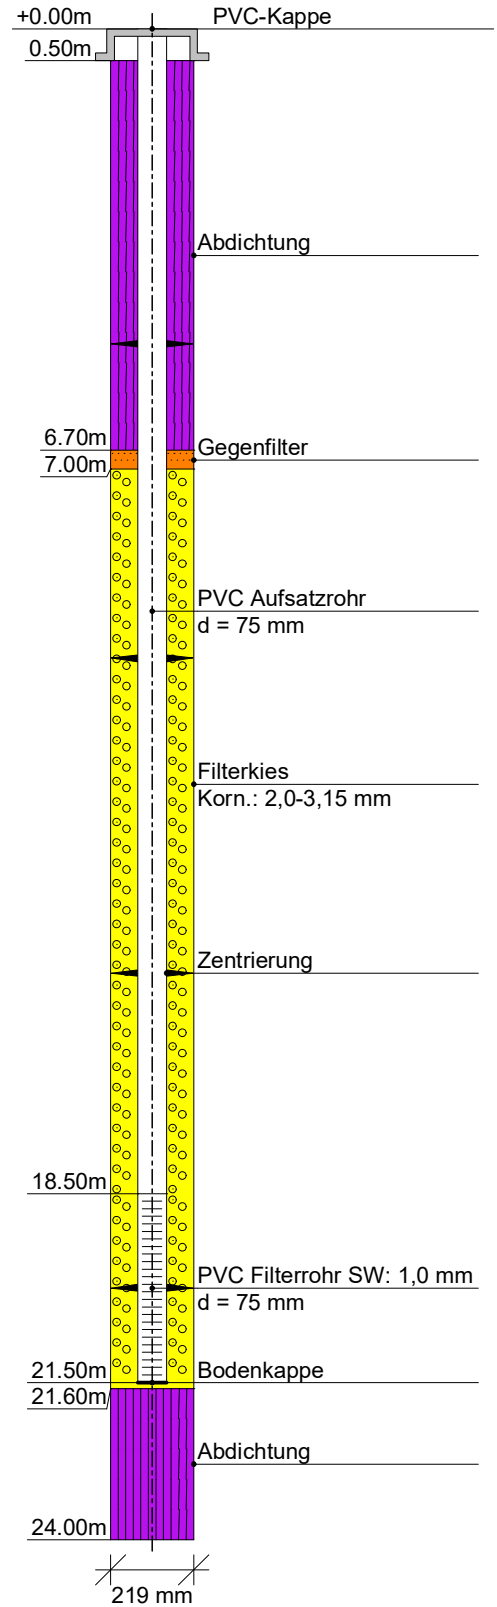 +0.00m
PVC-Kappe
0.50m
Abdichtung
6.70m
Gegenfilter
7.00m
PVC Aufsatzrohr
d = 75 mm
Filterkies
Korn.: 2,0-3,15 mm
Zentrierung
18.50m
PVC Filterrohr SW: 1,0 mm
d = 75 mm
21.50m
Bodenkappe
21.60m
Abdichtung
24.00m
219 mm